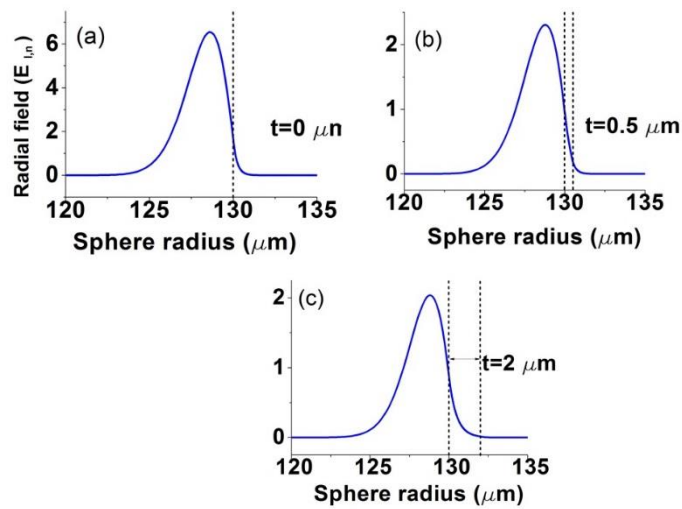 (a)
Radial field (E l,n)
6
4
2
0
t=0 μn
120 125 130 135
Sphere radius (μm)
(b)
2
1
0
t=0.5 μm
120 125 130 135
Sphere radius (μm)
(c)
2
1
0
t=2 μm
120 125 130 135
Sphere radius (μm)